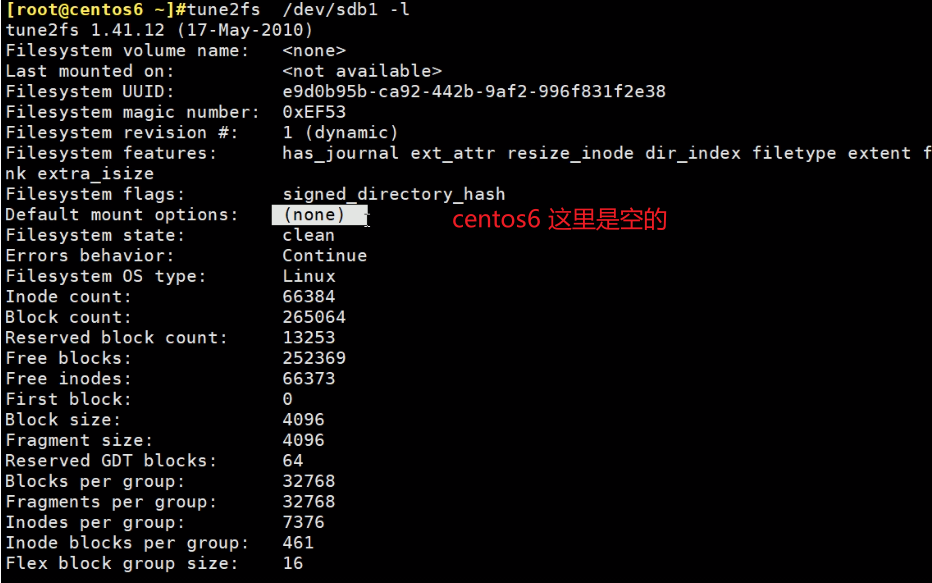 [root@centos6 ~]#tune2fs  /dev/sdb1 -l
tune2fs 1.41.12 (17-May-2010)
Filesystem volume name:   <none>
Last mounted on:          <not available>
Filesystem UUID:          e9d0b95b-ca92-442b-9af2-996f831f2e38
Filesystem magic number:  0xEF53
Filesystem revision #:    1 (dynamic)
Filesystem features:      has_journal ext_attr resize_inode dir_index filetype extent f
nk extra_isize
Filesystem flags:         signed_directory_hash
Default mount options:    (none) centos6 这里是空的
Filesystem state:         clean
Errors behavior:          Continue
Filesystem OS type:       Linux
Inode count:              66384
Block count:              265064
Reserved block count:     13253
Free blocks:              252369
Free inodes:              66373
First block:              0
Block size:               4096
Fragment size:            4096
Reserved GDT blocks:      64
Blocks per group:         32768
Fragments per group:      32768
Inodes per group:         7376
Inode blocks per group:   461
Flex block group size:    16